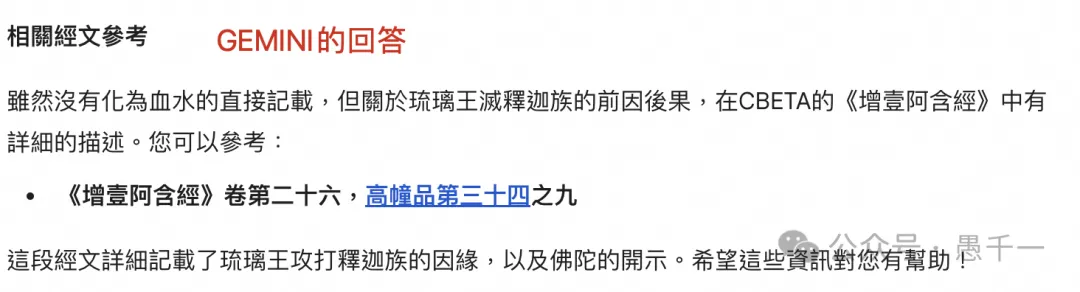 相關經文參考 GEMINI的回答
雖然沒有化為血水的直接記載，但關於琉璃王滅釋迦族的前因後果，在CBETA的《增壹阿含經》中有
詳細的描述。您可以參考：
• 《增壹阿含經》卷第二十六，高幢品第三十四之九
這段經文詳細記載了琉璃王攻打釋迦族的因緣，以及佛陀的開示。希望這些資訊對您有幫助！
公众号·愚千一